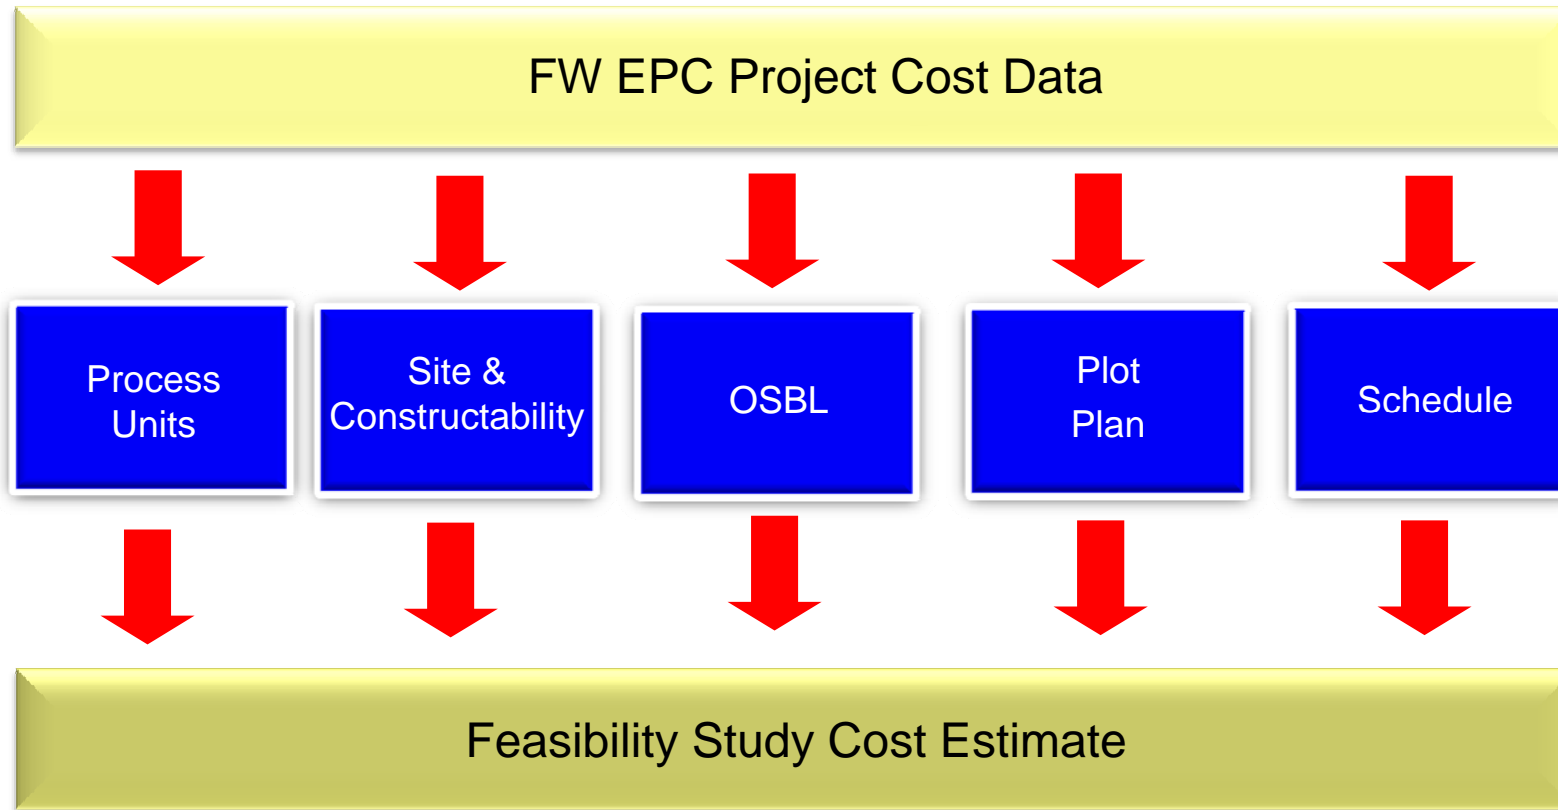 FW EPC Project Cost Data
Process
Units
Site &
Constructability
OSBL
Plot
Plan
Schedule
Feasibility Study Cost Estimate